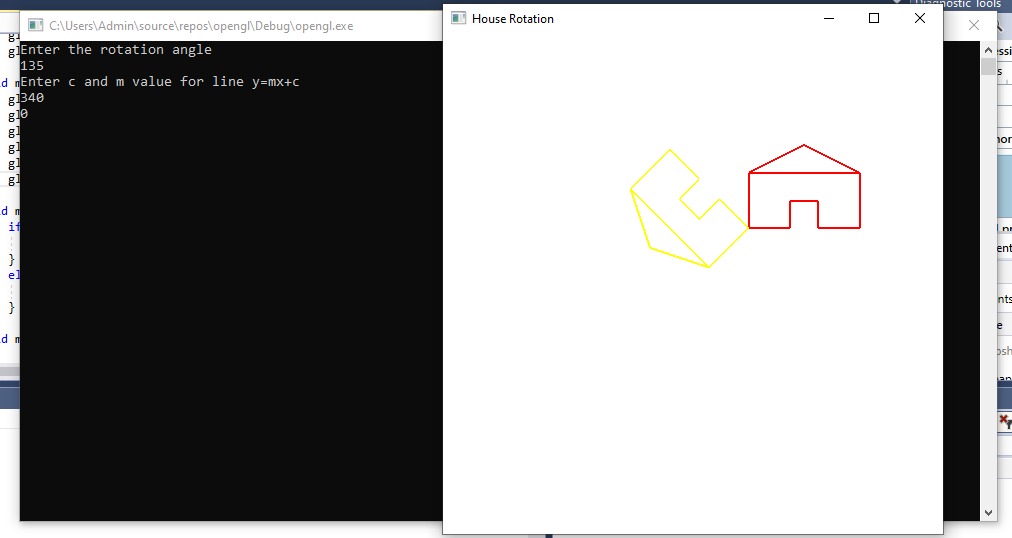 Diagnostic Tools
C:\Users\Admin\source\repos\opengl\Debug\opengl.exe
House Rotation
Enter the rotation angle
135
Enter c and m value for line y=mx+c
340
0